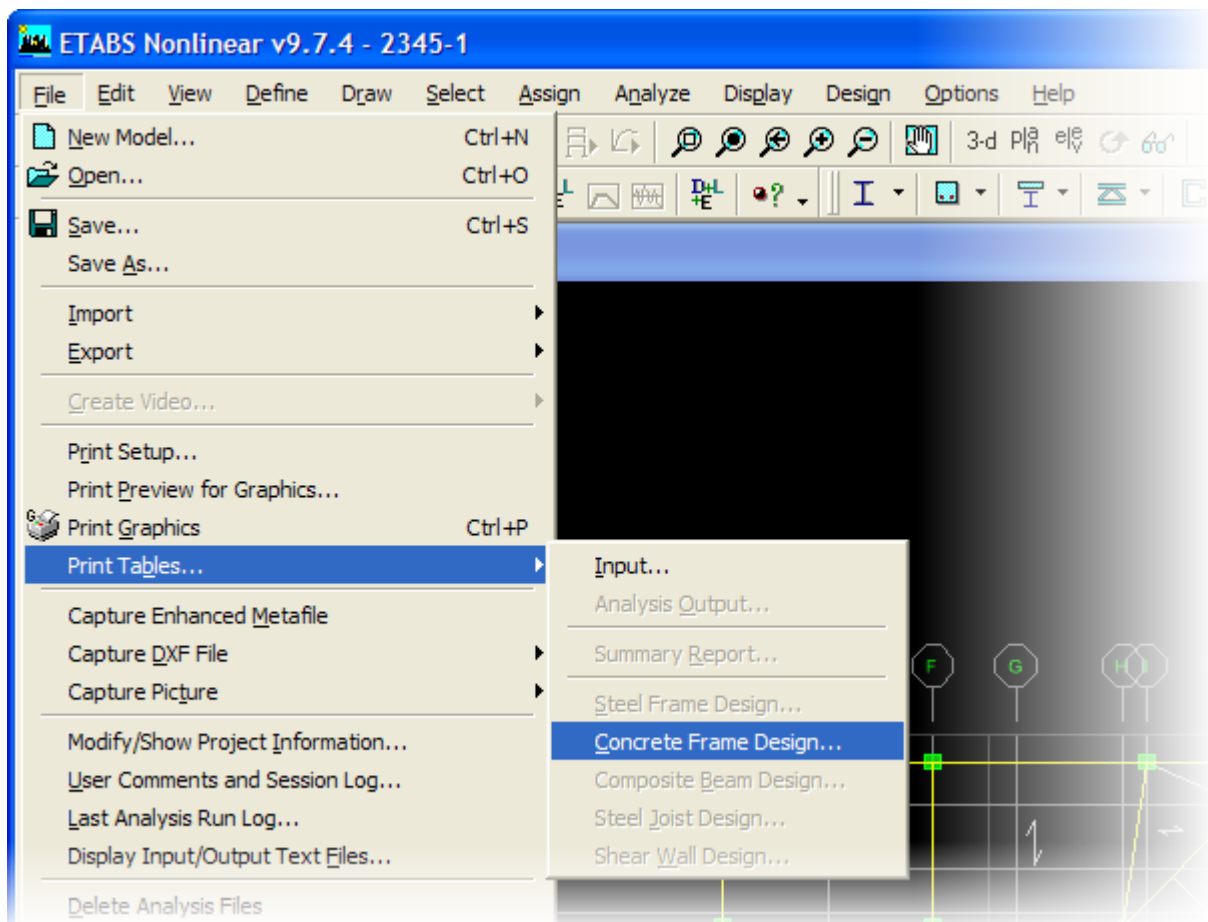 ETABS Nonlinear v9.7.4 - 2345-1
File Edit View Define Draw Select Assign Analyze Display Design Options Help
New Model... Ctrl+N
3-d pla n ele v
Open... Ctrl+O
D+L +E
Save... Ctrl+S
Save As...
Import
Export
Create Video...
Print Setup...
Print Preview for Graphics...
Print Graphics Ctrl+P
Print Tables...
Input...
Analysis Output...
Summary Report...
Steel Frame Design...
Concrete Frame Design...
Composite Beam Design...
Steel Joist Design...
Shear Wall Design...
Capture Enhanced Metafile
Capture DXF File
Capture Picture
Modify/Show Project Information...
User Comments and Session Log...
Last Analysis Run Log...
Display Input/Output Text Files...
Delete Analysis Files
F G H I